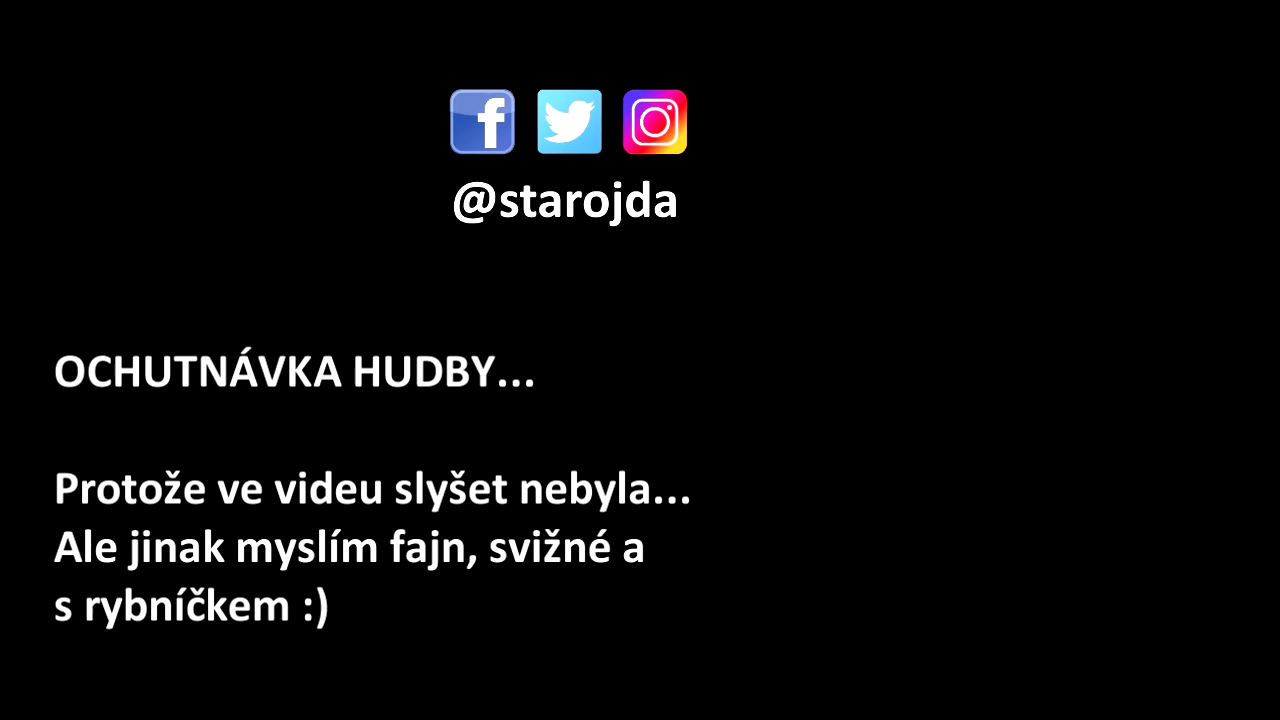 @starojda
OCHUTNÁVKA HUDBY...
Protože ve videu slyšet nebyla...
Ale jinak myslím fajn, svižné a
s rybníčkem :)